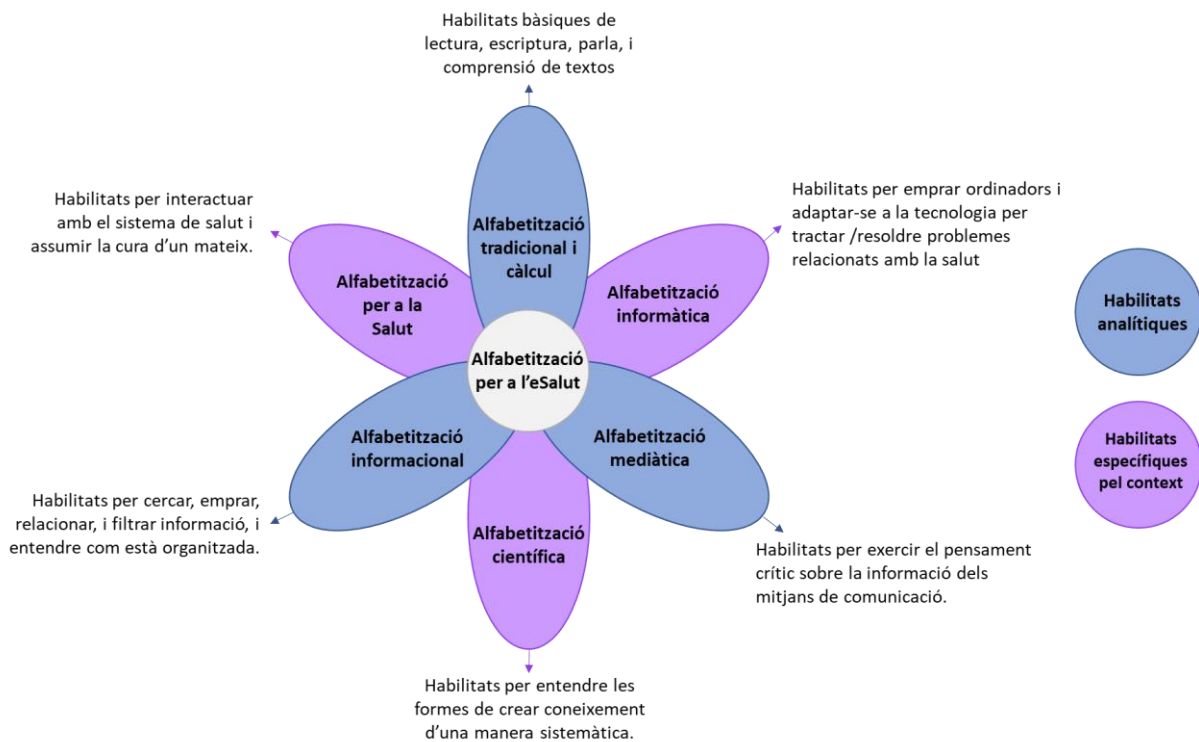 Habilitats bàsiques de
lectura, escriptura, parla, i
comprensió de textos
Habilitats per interactuar
amb el sistema de salut i
assumir la cura d'un mateix.
Habilitats per emprar ordinadors i
adaptar-se a la tecnologia per
tractar /resoldre problemes
relacionats amb la salut
Alfabetització
tradicional i
càlcul
Alfabetització
per a la
Salut
Alfabetització
informàtica
Alfabetització
per a l'eSalut
Alfabetització
informacional
Alfabetització
mediàtica
Alfabetització
científica
Habilitats per cercar, emprar,
relacionar, i filtrar informació, i
entendre com està organitzada.
Habilitats per exercir el pensament
crític sobre la informació dels
mitjans de comunicació.
Habilitats per entendre les
formes de crear coneixement
d'una manera sistemàtica.
Habilitats
analítiques
Habilitats
específiques
pel context